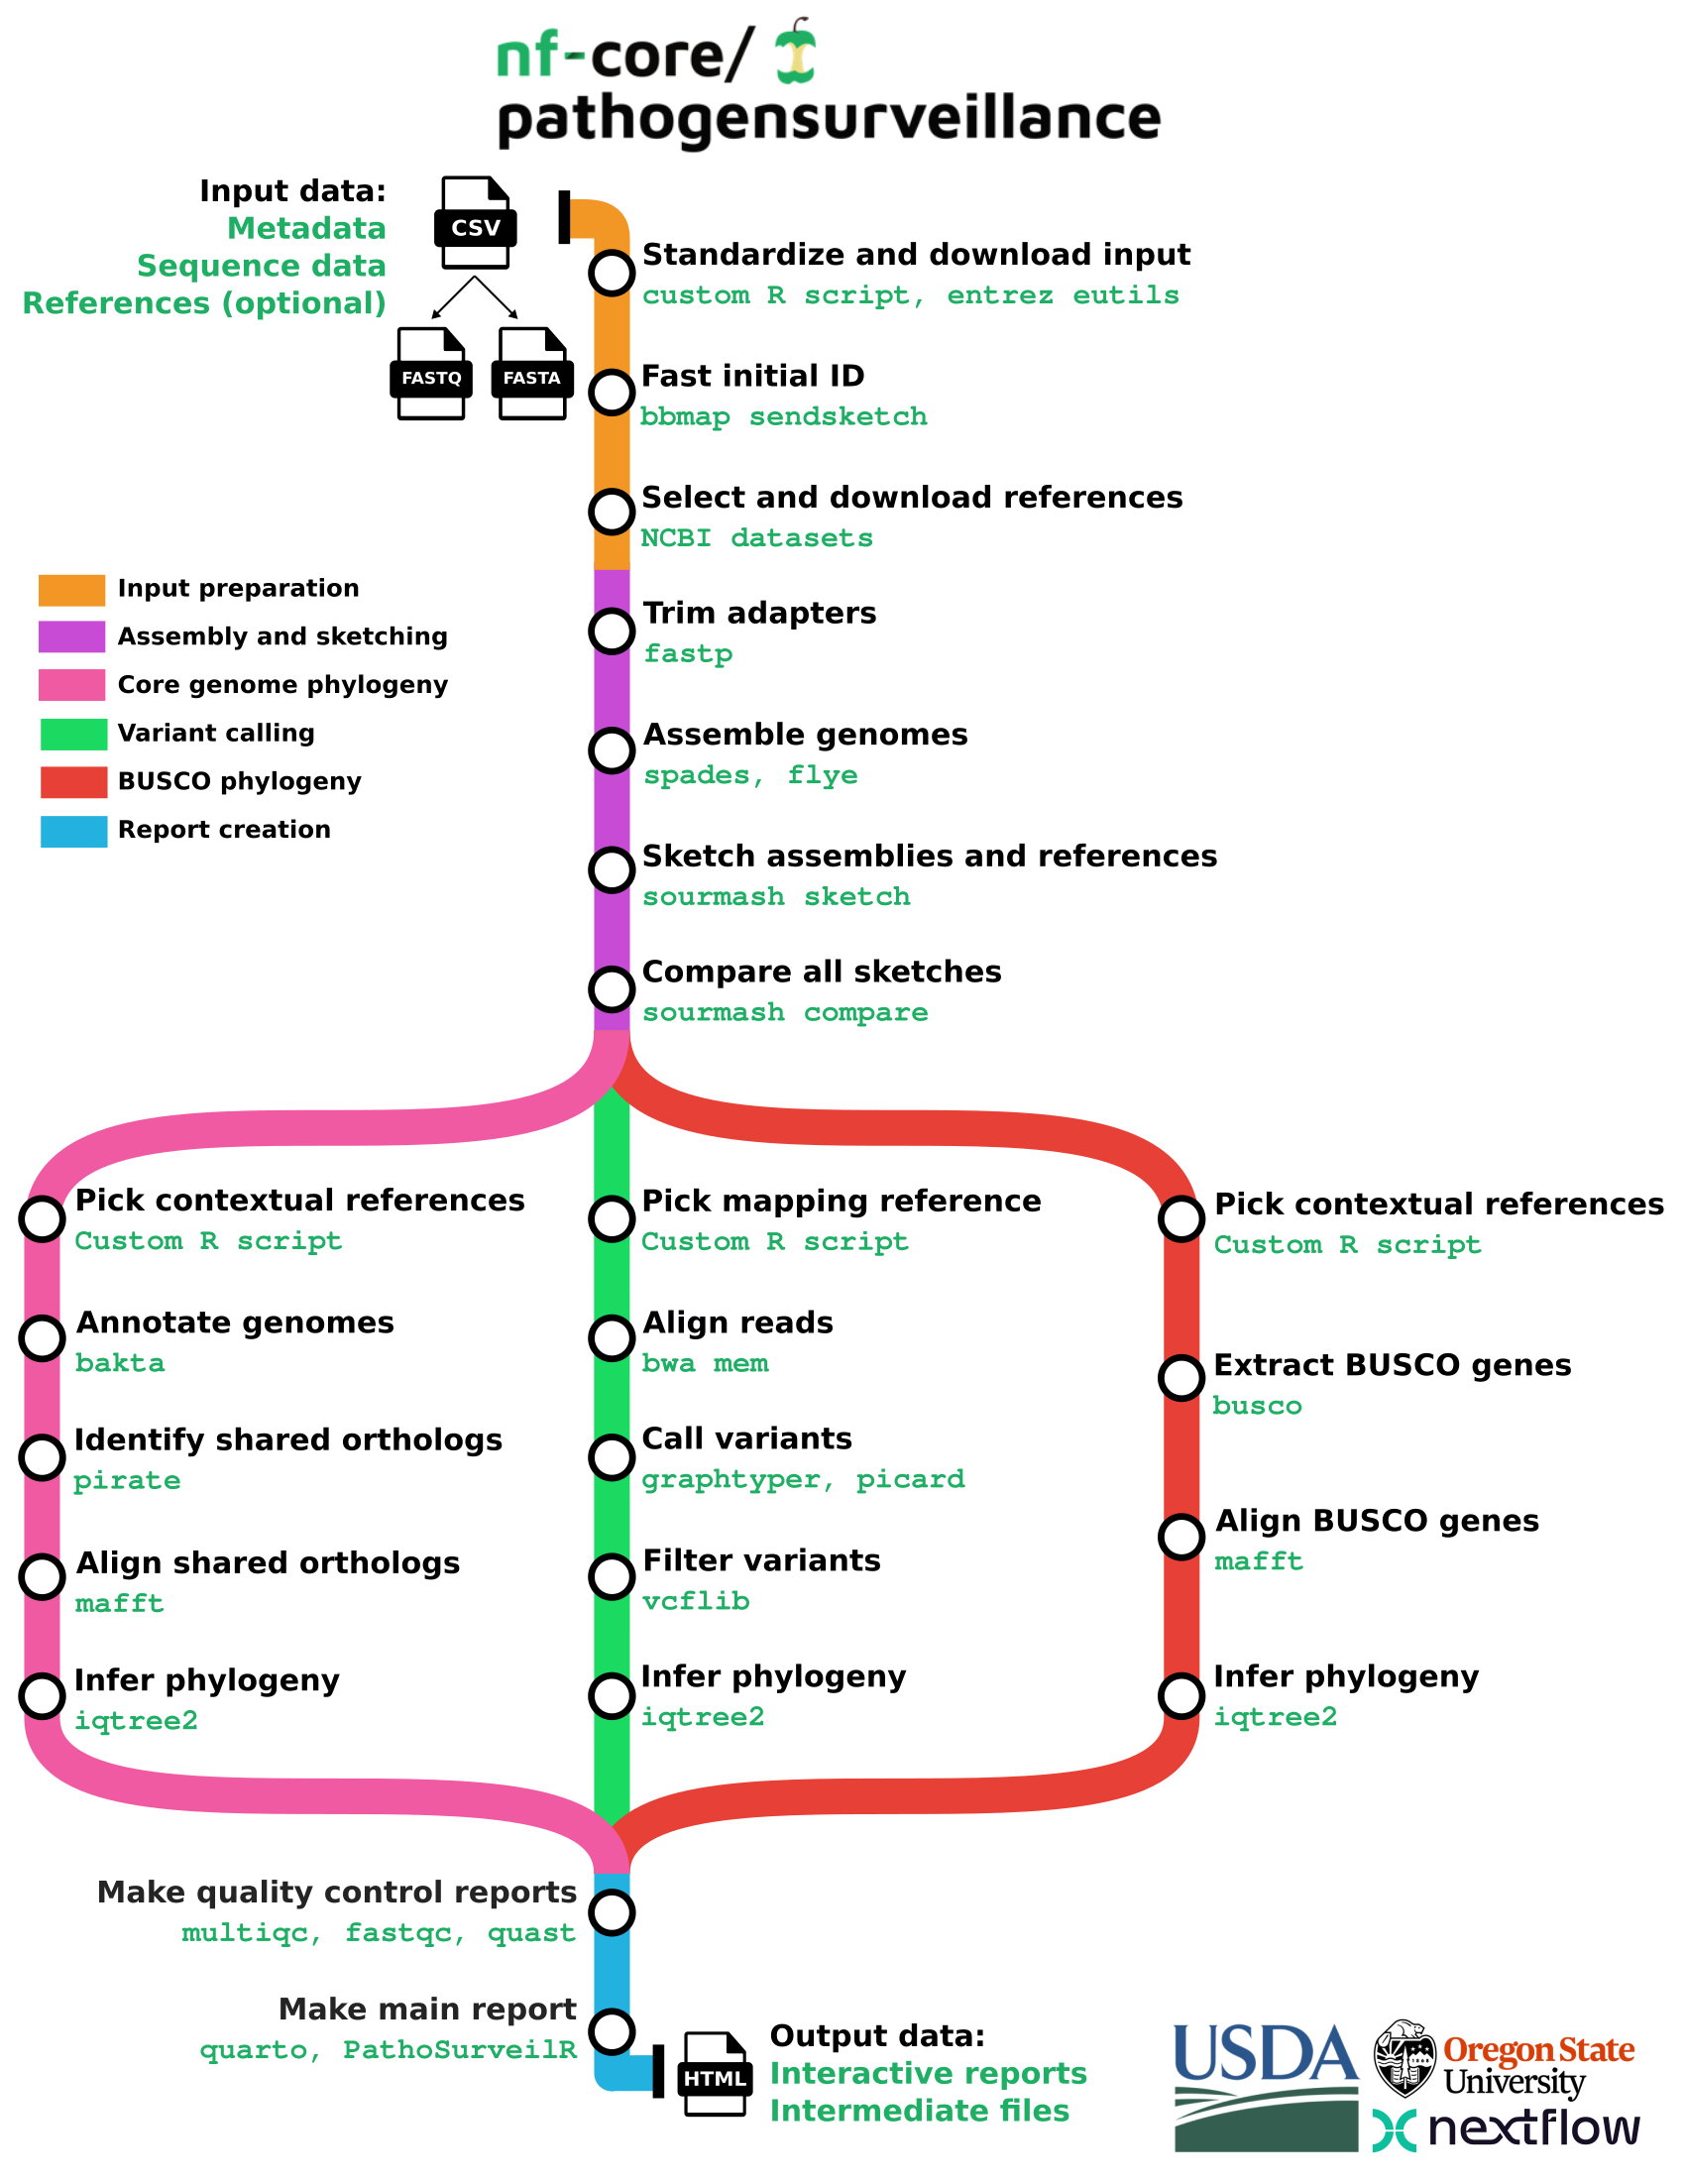 nf-core/
pathogensurveillance
Input data:
Metadata
Sequence data
References (optional)
CSV
FASTQ
FASTA
Standardize and download input
custom R script, entrez eutils
Fast initial ID
bbmap sendsketch
Select and download references
NCBI datasets
Input preparation
Assembly and sketching
Core genome phylogeny
Variant calling
BUSCO phylogeny
Report creation
Trim adapters
fastp
Assemble genomes
spades, flye
Sketch assemblies and references
sourmash sketch
Compare all sketches
sourmash compare
Pick contextual references
Custom R script
Annotate genomes
bakta
Identify shared orthologs
pirate
Align shared orthologs
mafft
Infer phylogeny
iqtree2
Pick mapping reference
Custom R script
Align reads
bwa mem
Call variants
graphtyper, picard
Filter variants
vcflib
Infer phylogeny
iqtree2
Pick contextual references
Custom R script
Extract BUSCO genes
busco
Align BUSCO genes
mafft
Infer phylogeny
iqtree2
Make quality control reports
multiqc, fastqc, quast
Make main report
quarto, PathoSurveilR
HTML
Output data:
Interactive reports
Intermediate files
USDA
1868
Oregon State
University
nextflow